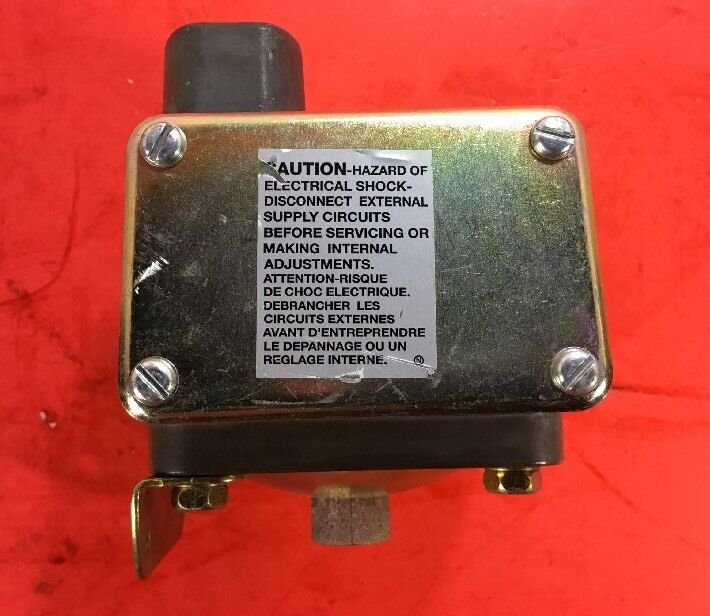 CAUTION-HAZARD OF
ELECTRICAL SHOCK-
DISCONNECT EXTERNAL
SUPPLY CIRCUITS
BEFORE SERVICING OR
MAKING INTERNAL
ADJUSTMENTS.
ATTENTION-RISQUE
DE CHOC ELECTRIQUE.
DEBRANCHER LES
CIRCUITS EXTERNES
AVANT D'ENTREPRENDRE
LE DEPANNAGE OU UN
REGLAGE INTERNE.